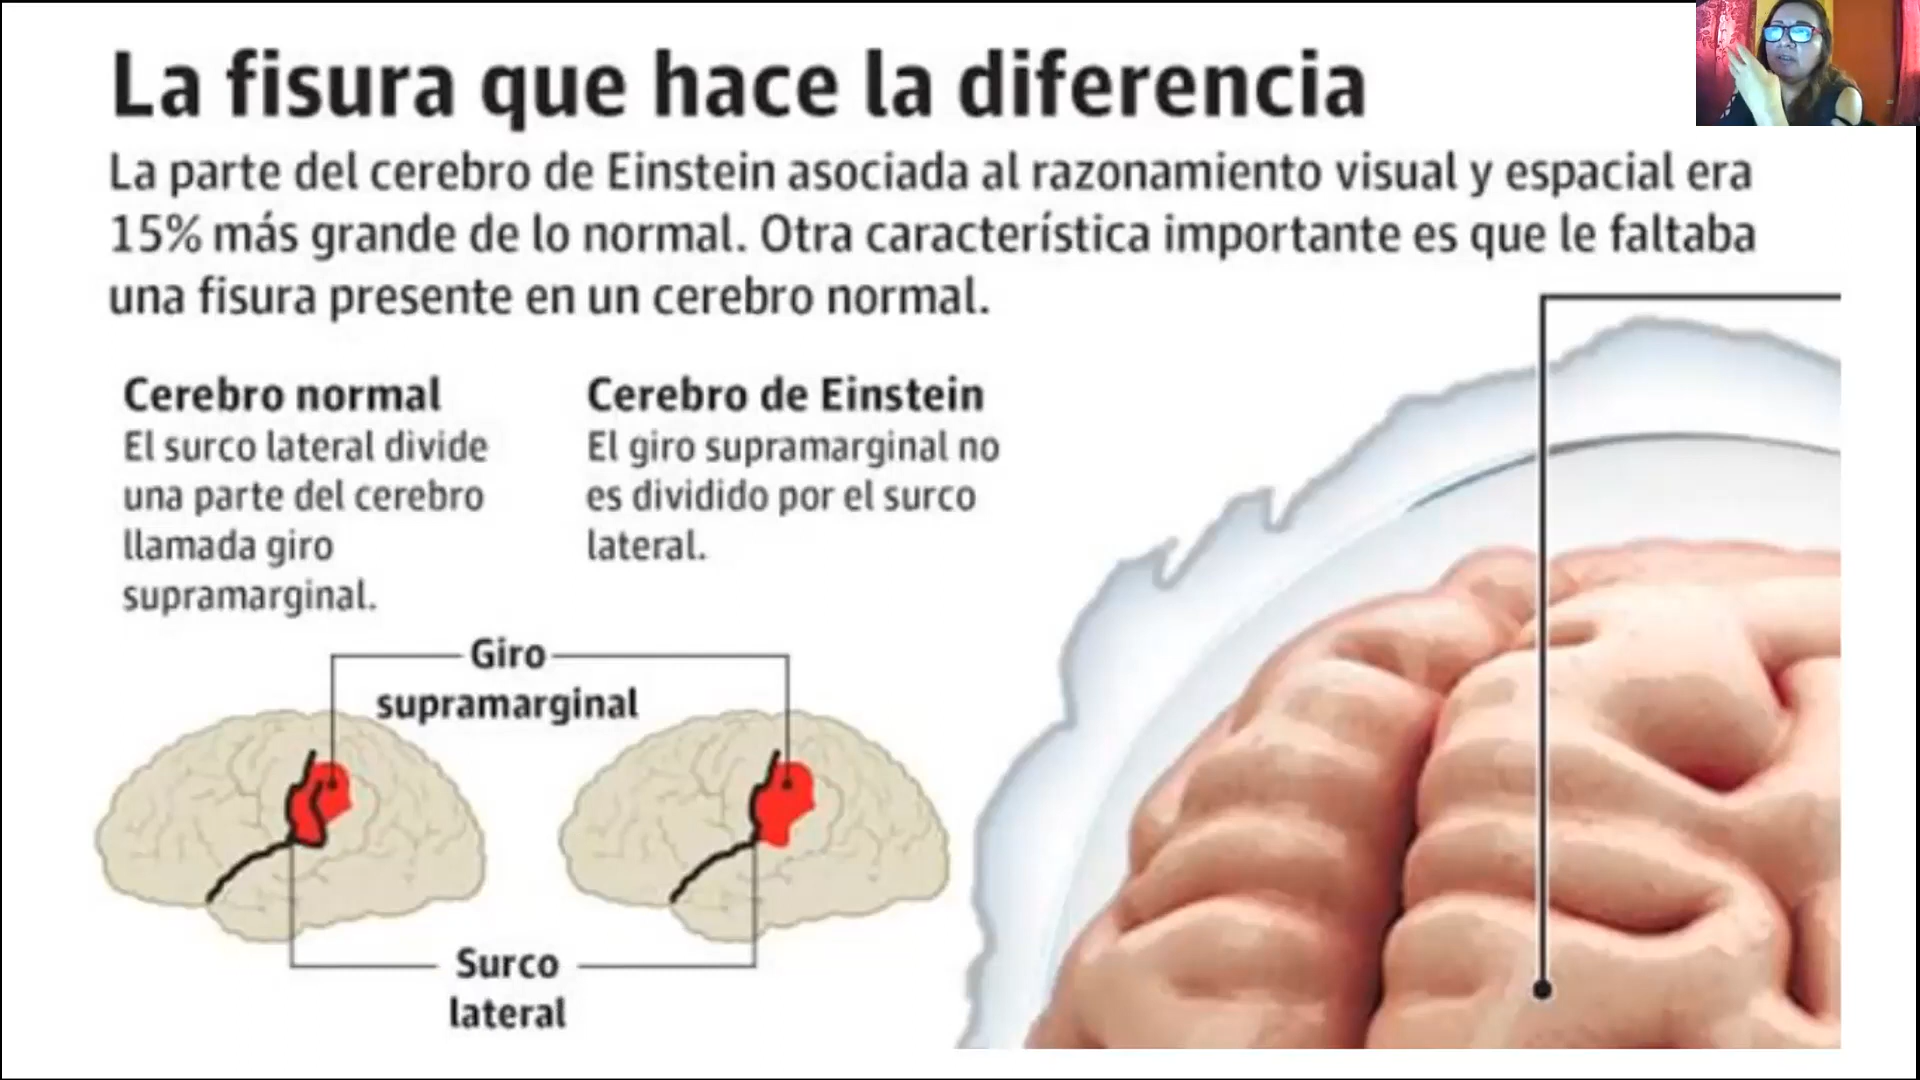 La fisura que hace la diferencia
La parte del cerebro de Einstein asociada al razonamiento visual y espacial era
15% más grande de lo normal. Otra característica importante es que le faltaba
una fisura presente en un cerebro normal.
Cerebro normal
El surco lateral divide
una parte del cerebro
llamada giro
supramarginal.
Cerebro de Einstein
El giro supramarginal no
es dividido por el surco
lateral.
Giro
supramarginal
Surco
lateral